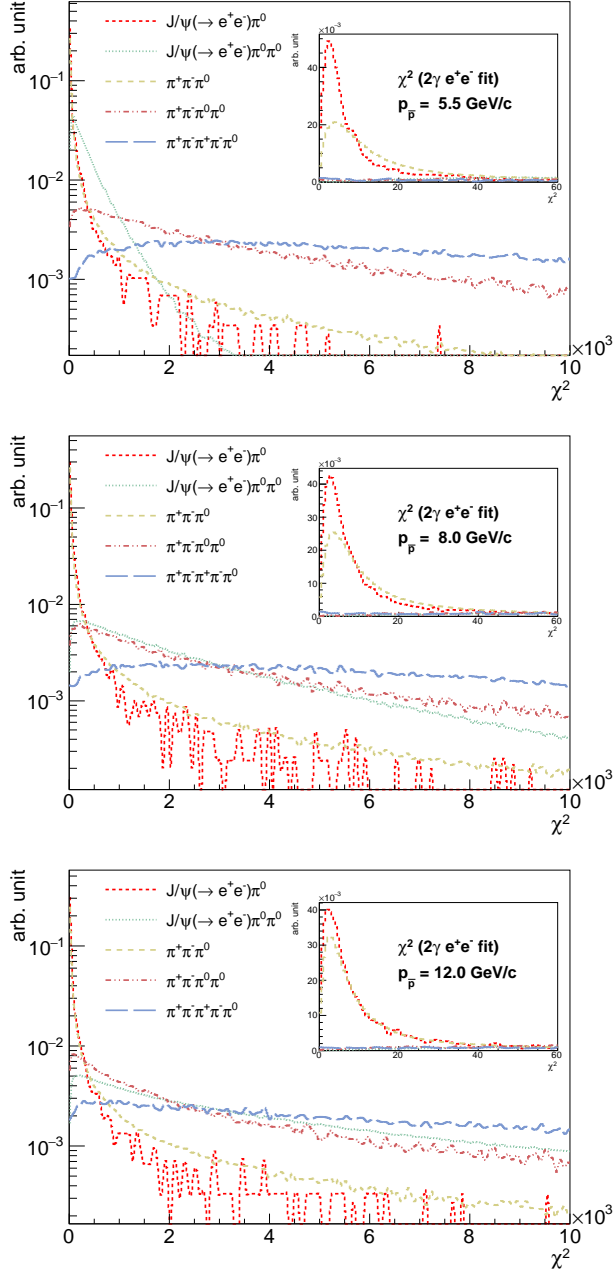 arb. unit
J/ψ(→ e⁺e⁻)π⁰
J/ψ(→ e⁺e⁻)π⁰π⁰
π⁺π⁻π⁰
π⁺π⁻π⁰π⁰
π⁺π⁻π⁺π⁻π⁰
10⁻¹
10⁻²
10⁻³
0 2 4 6 8 10
×10³
χ²
×10⁻³
arb. unit
40
20
0
0 20 40 60
χ²
χ² (2γ e⁺e⁻ fit)
p_p̅ = 5.5 GeV/c
arb. unit
J/ψ(→ e⁺e⁻)π⁰
J/ψ(→ e⁺e⁻)π⁰π⁰
π⁺π⁻π⁰
π⁺π⁻π⁰π⁰
π⁺π⁻π⁺π⁻π⁰
10⁻¹
10⁻²
10⁻³
0 2 4 6 8 10
×10³
χ²
×10⁻³
arb. unit
40
30
20
10
0
0 20 40 60
χ²
χ² (2γ e⁺e⁻ fit)
p_p̅ = 8.0 GeV/c
arb. unit
J/ψ(→ e⁺e⁻)π⁰
J/ψ(→ e⁺e⁻)π⁰π⁰
π⁺π⁻π⁰
π⁺π⁻π⁰π⁰
π⁺π⁻π⁺π⁻π⁰
10⁻¹
10⁻²
10⁻³
0 2 4 6 8 10
×10³
χ²
×10⁻³
arb. unit
40
30
20
10
0
0 20 40 60
χ²
χ² (2γ e⁺e⁻ fit)
p_p̅ = 12.0 GeV/c